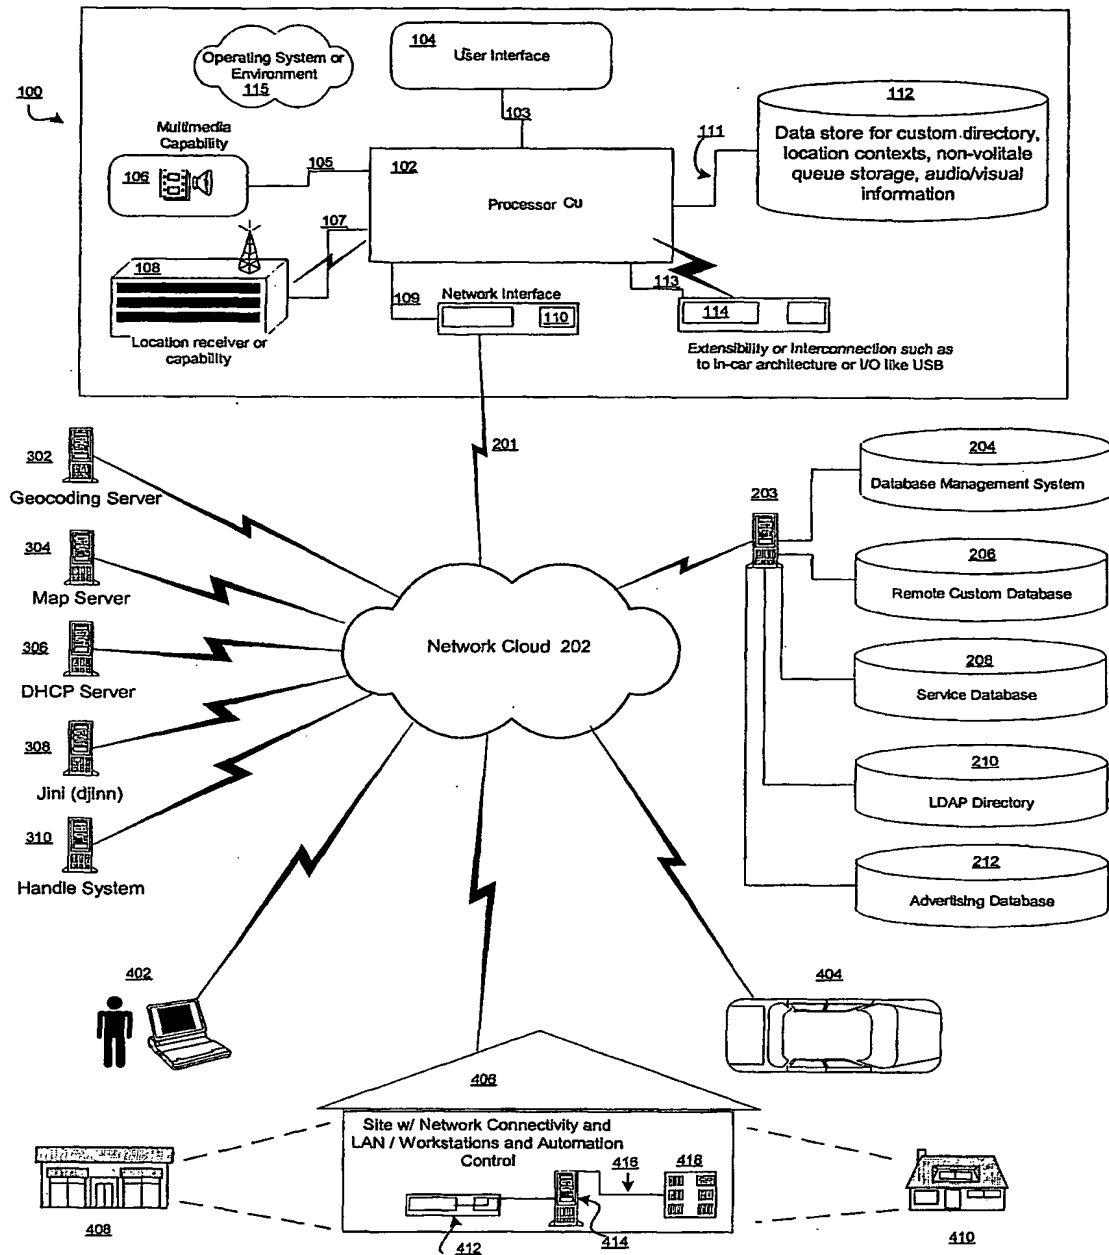 100
Operating System or
Environment
115
104
User Interface
103
112
Data store for custom directory,
location contexts, non-volitale
queue storage, audio/visual
information
111
Multimedia
Capability
106
105
102
Processor Cu
107
108
Location receiver or
capability
109
Network Interface
110
113
114
Extensibility or Interconnection such as
to in-car architecture or I/O like USB
201
302
Geocoding Server
304
Map Server
306
DHCP Server
308
Jini (djinn)
310
Handle System
Network Cloud 202
203
204
Database Management System
206
Remote Custom Database
208
Service Database
210
LDAP Directory
212
Advertising Database
402
404
406
Site w/ Network Connectivity and
LAN / Workstations and Automation
Control
416
418
412
414
408
410